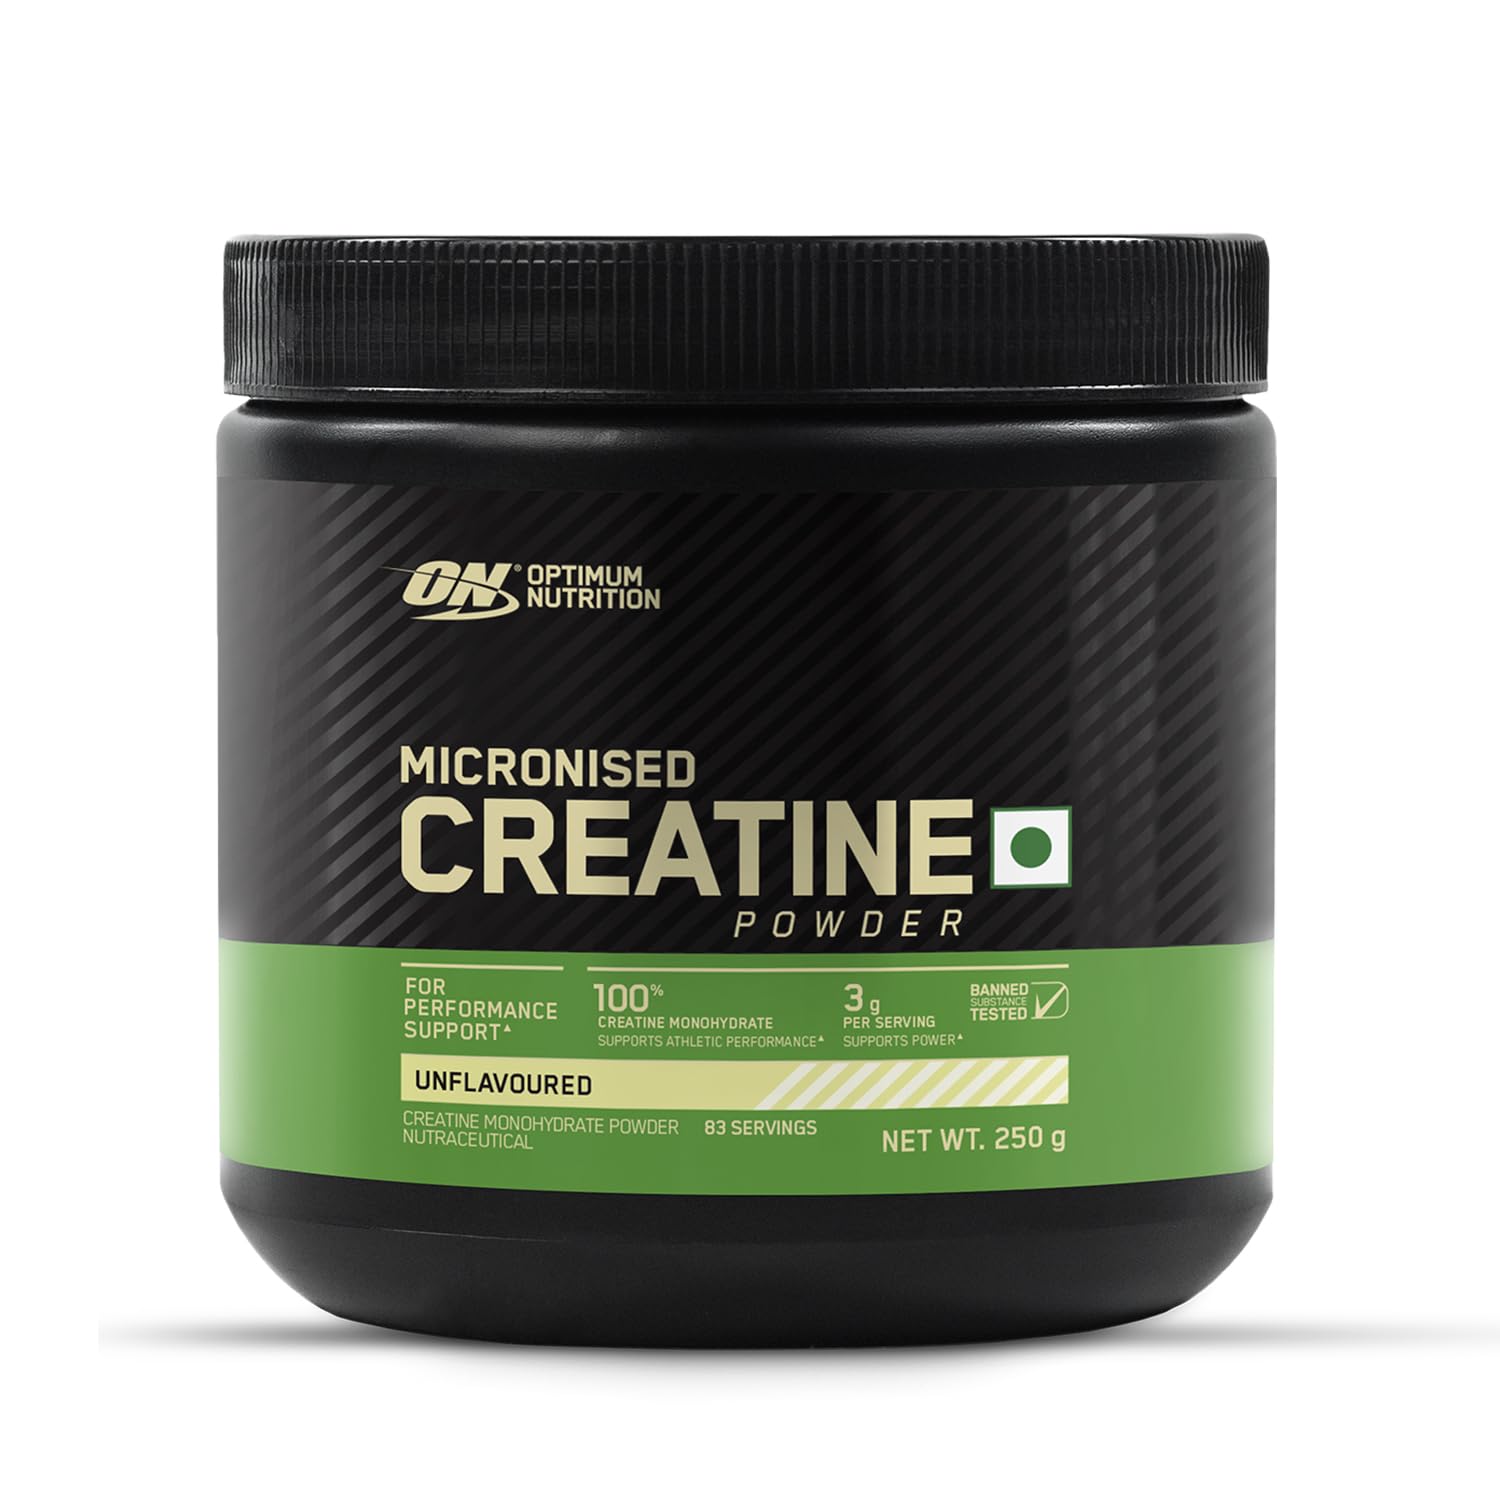 ON® OPTIMUM
NUTRITION
MICRONISED
CREATINE
POWDER
FOR
PERFORMANCE
SUPPORT▲
100%
CREATINE MONOHYDRATE
SUPPORTS ATHLETIC PERFORMANCE▲
3 g
PER SERVING
SUPPORTS POWER▲
BANNED
SUBSTANCE
TESTED
UNFLAVOURED
CREATINE MONOHYDRATE POWDER
NUTRACEUTICAL
83 SERVINGS
NET WT. 250 g